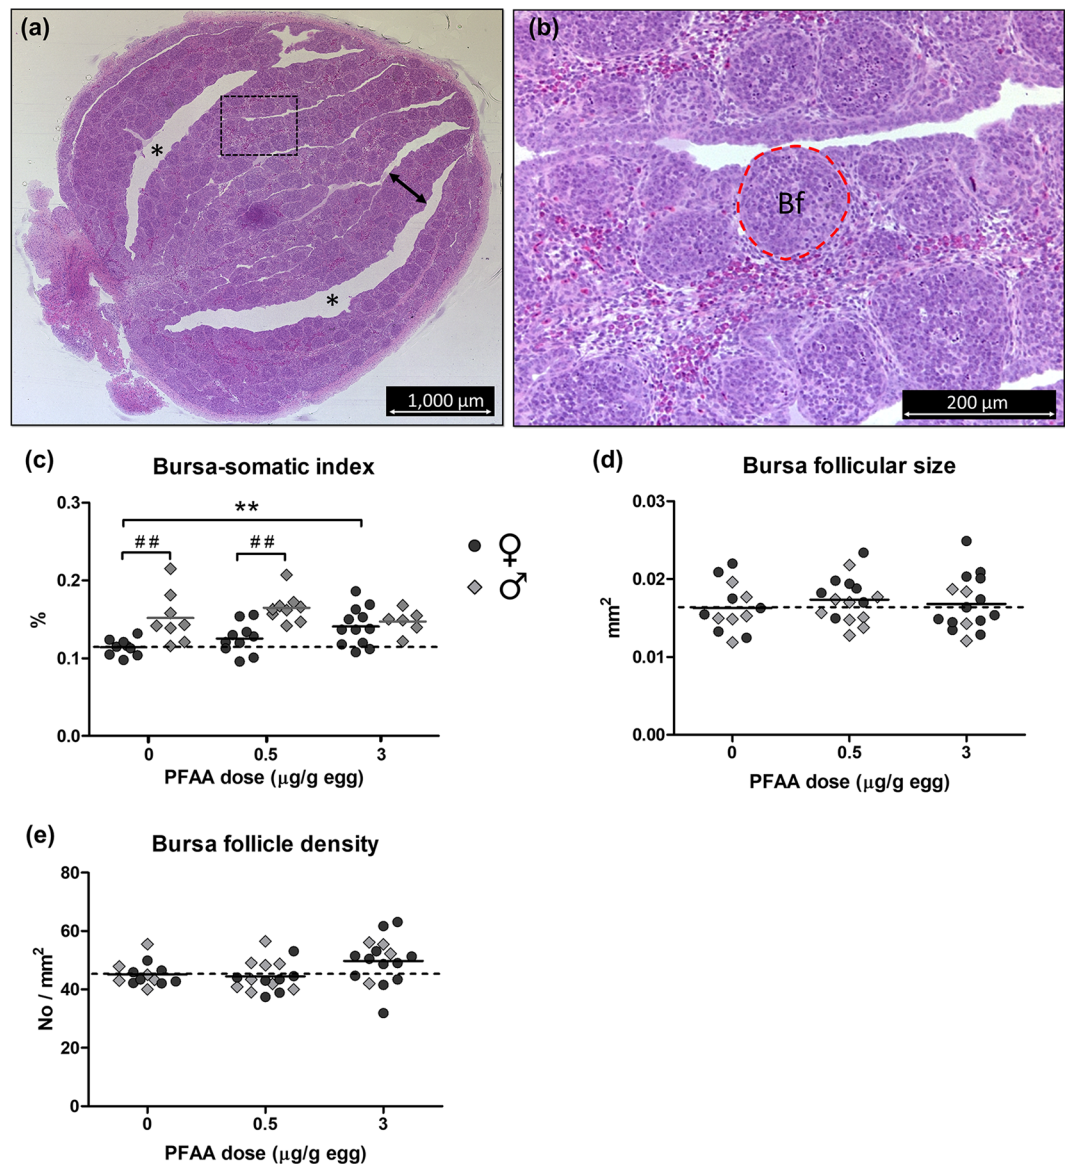 (a)
*
*
1,000 µm
(b)
Bf
200 µm
(c)
Bursa-somatic index
0.3
0.2
0.1
0.0
%
**
##
##
♀
♂
0
0.5
3
PFAA dose (µg/g egg)
(d)
Bursa follicular size
0.03
0.02
0.01
0.00
mm²
0
0.5
3
PFAA dose (µg/g egg)
(e)
Bursa follicle density
80
60
40
20
0
No / mm²
0
0.5
3
PFAA dose (µg/g egg)